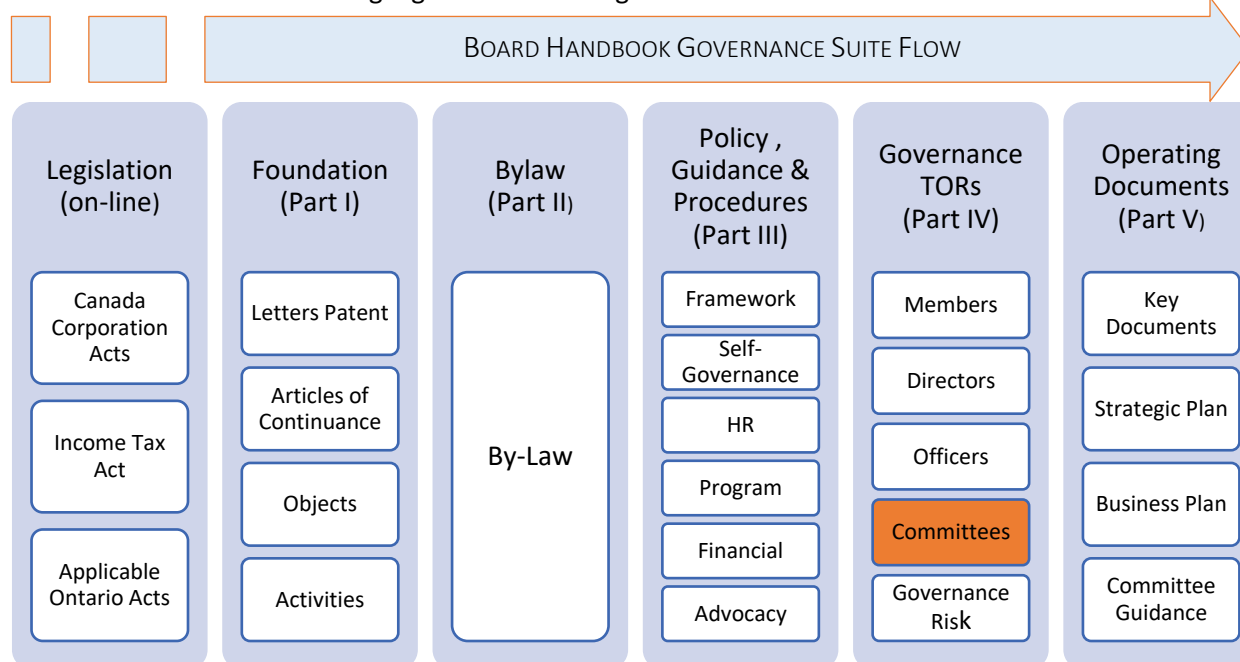 BOARD HANDBOOK GOVERNANCE SUITE FLOW
Legislation
(on-line)
Canada
Corporation
Acts
Income Tax
Act
Applicable
Ontario Acts
Foundation
(Part I)
Letters Patent
Articles of
Continuance
Objects
Activities
Bylaw
(Part II)
By-Law
Policy ,
Guidance &
Procedures
(Part III)
Framework
Self-
Governance
HR
Program
Financial
Advocacy
Governance
TORs
(Part IV)
Members
Directors
Officers
Committees
Governance
Risk
Operating
Documents
(Part V)
Key
Documents
Strategic Plan
Business Plan
Committee
Guidance